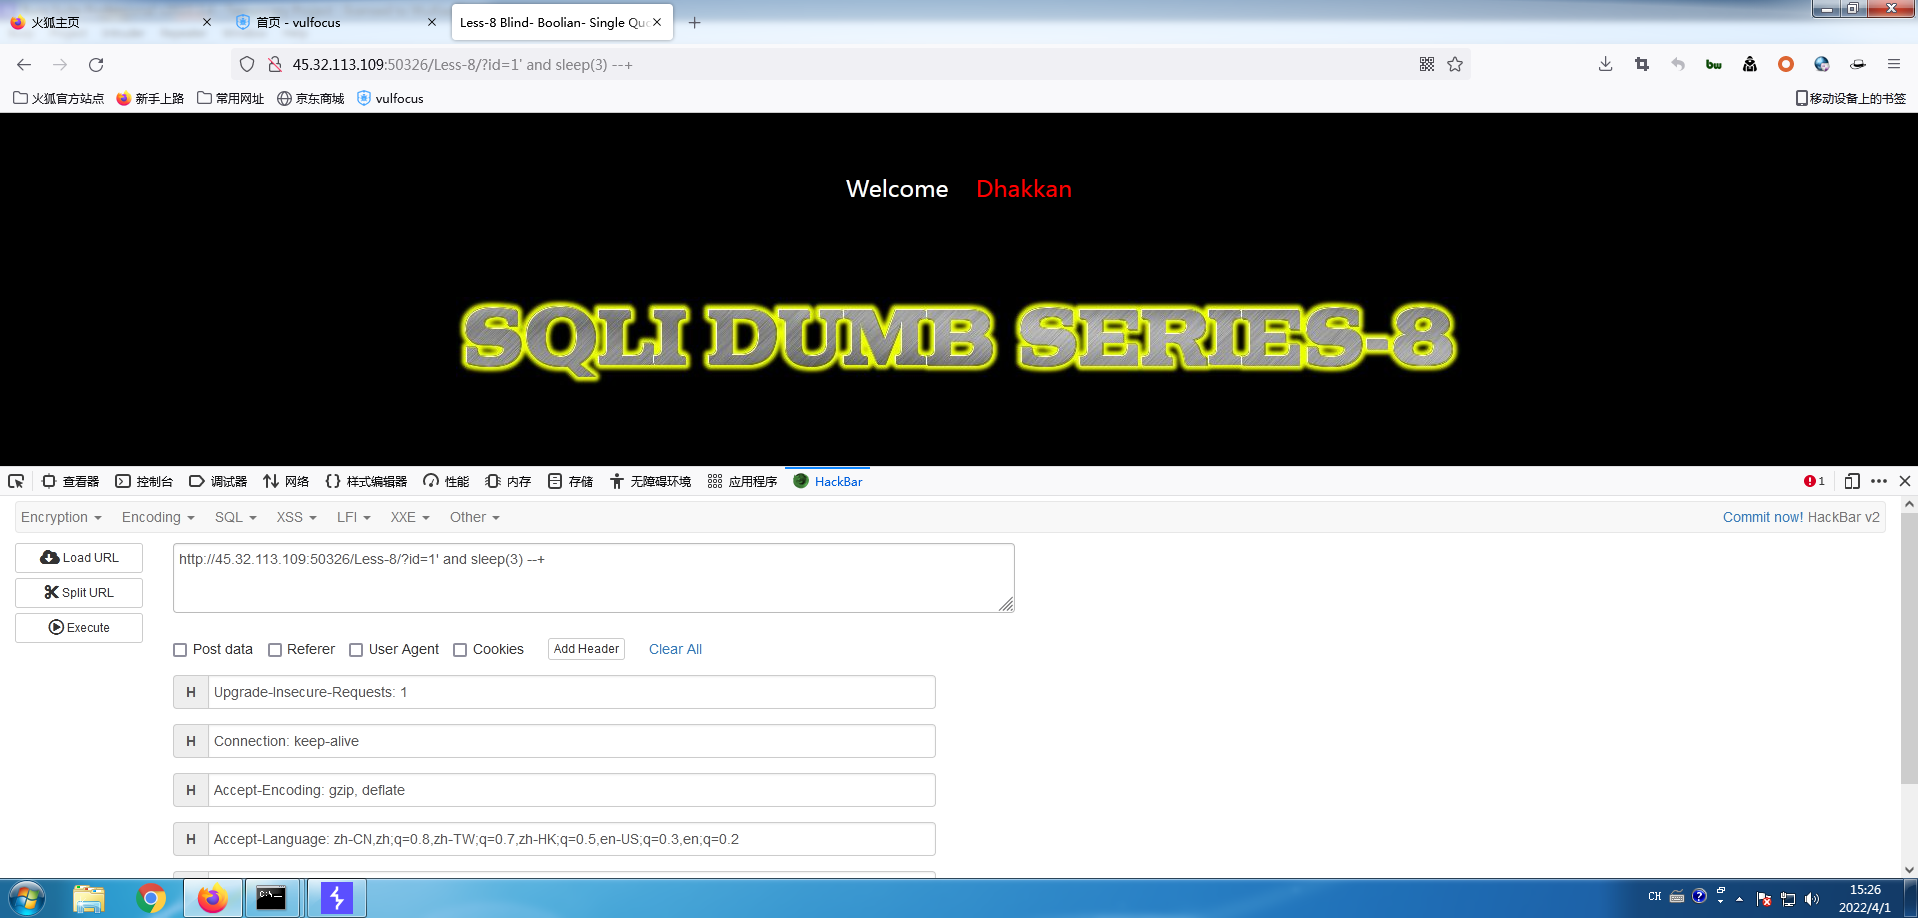 火狐主页
首页 - vulfocus
Less-8 Blind- Boolian- Single Qu
45.32.113.109:50326/Less-8/?id=1' and sleep(3) --+
bw
火狐官方站点 新手上路 常用网址 京东商城 vulfocus 移动设备上的书签
Welcome Dhakkan
SQLI DUMB SERIES-8
查看器 控制台 调试器 网络 样式编辑器 性能 内存 存储 无障碍环境 应用程序 HackBar 1
Encryption Encoding SQL XSS LFI XXE Other Commit now! HackBar v2
Load URL
http://45.32.113.109:50326/Less-8/?id=1' and sleep(3) --+
Split URL
Execute
Post data Referer User Agent Cookies Add Header Clear All
H Upgrade-Insecure-Requests: 1
H Connection: keep-alive
H Accept-Encoding: gzip, deflate
H Accept-Language: zh-CN,zh;q=0.8,zh-TW;q=0.7,zh-HK;q=0.5,en-US;q=0.3,en;q=0.2
CH
15:26
2022/4/1